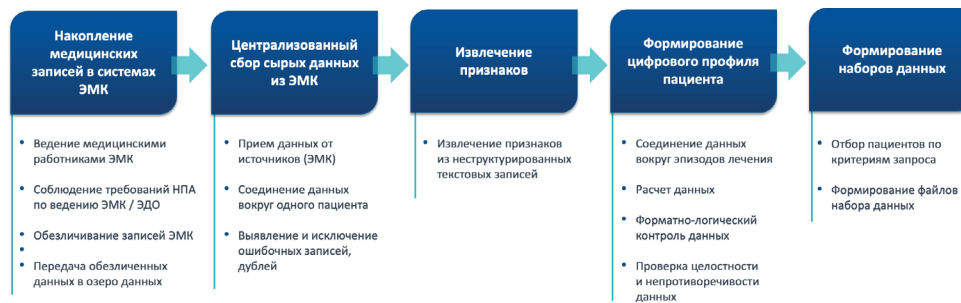 Накопление
медицинских
записей в системах
ЭМК
• Ведение медицинскими
работниками ЭМК
• Соблюдение требований НПА
по ведению ЭМК / ЭДО
• Обезличивание записей ЭМК
•
• Передача обезличенных
данных в озеро данных
Централизованный
сбор сырых данных
из ЭМК
• Прием данных от
источников (ЭМК)
• Соединение данных
вокруг одного пациента
• Выявление и исключение
ошибочных записей,
дублей
Извлечение
признаков
• Извлечение признаков
из неструктурированных
текстовых записей
Формирование
цифрового профиля
пациента
• Соединение данных
вокруг эпизодов лечения
• Расчет данных
• Форматно-логический
контроль данных
• Проверка целостности
и непротиворечивости
данных
Формирование
наборов данных
• Отбор пациентов по
критериям запроса
• Формирование файлов
набора данных